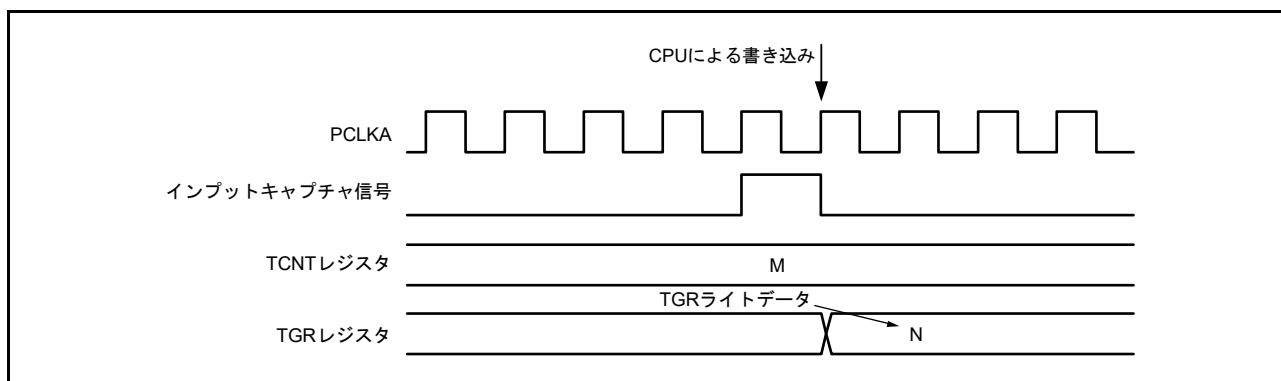 CPUによる書き込み
PCLKA
インプットキャプチャ信号
TCNTレジスタ
M
TGRライトデータ
TGRレジスタ
N